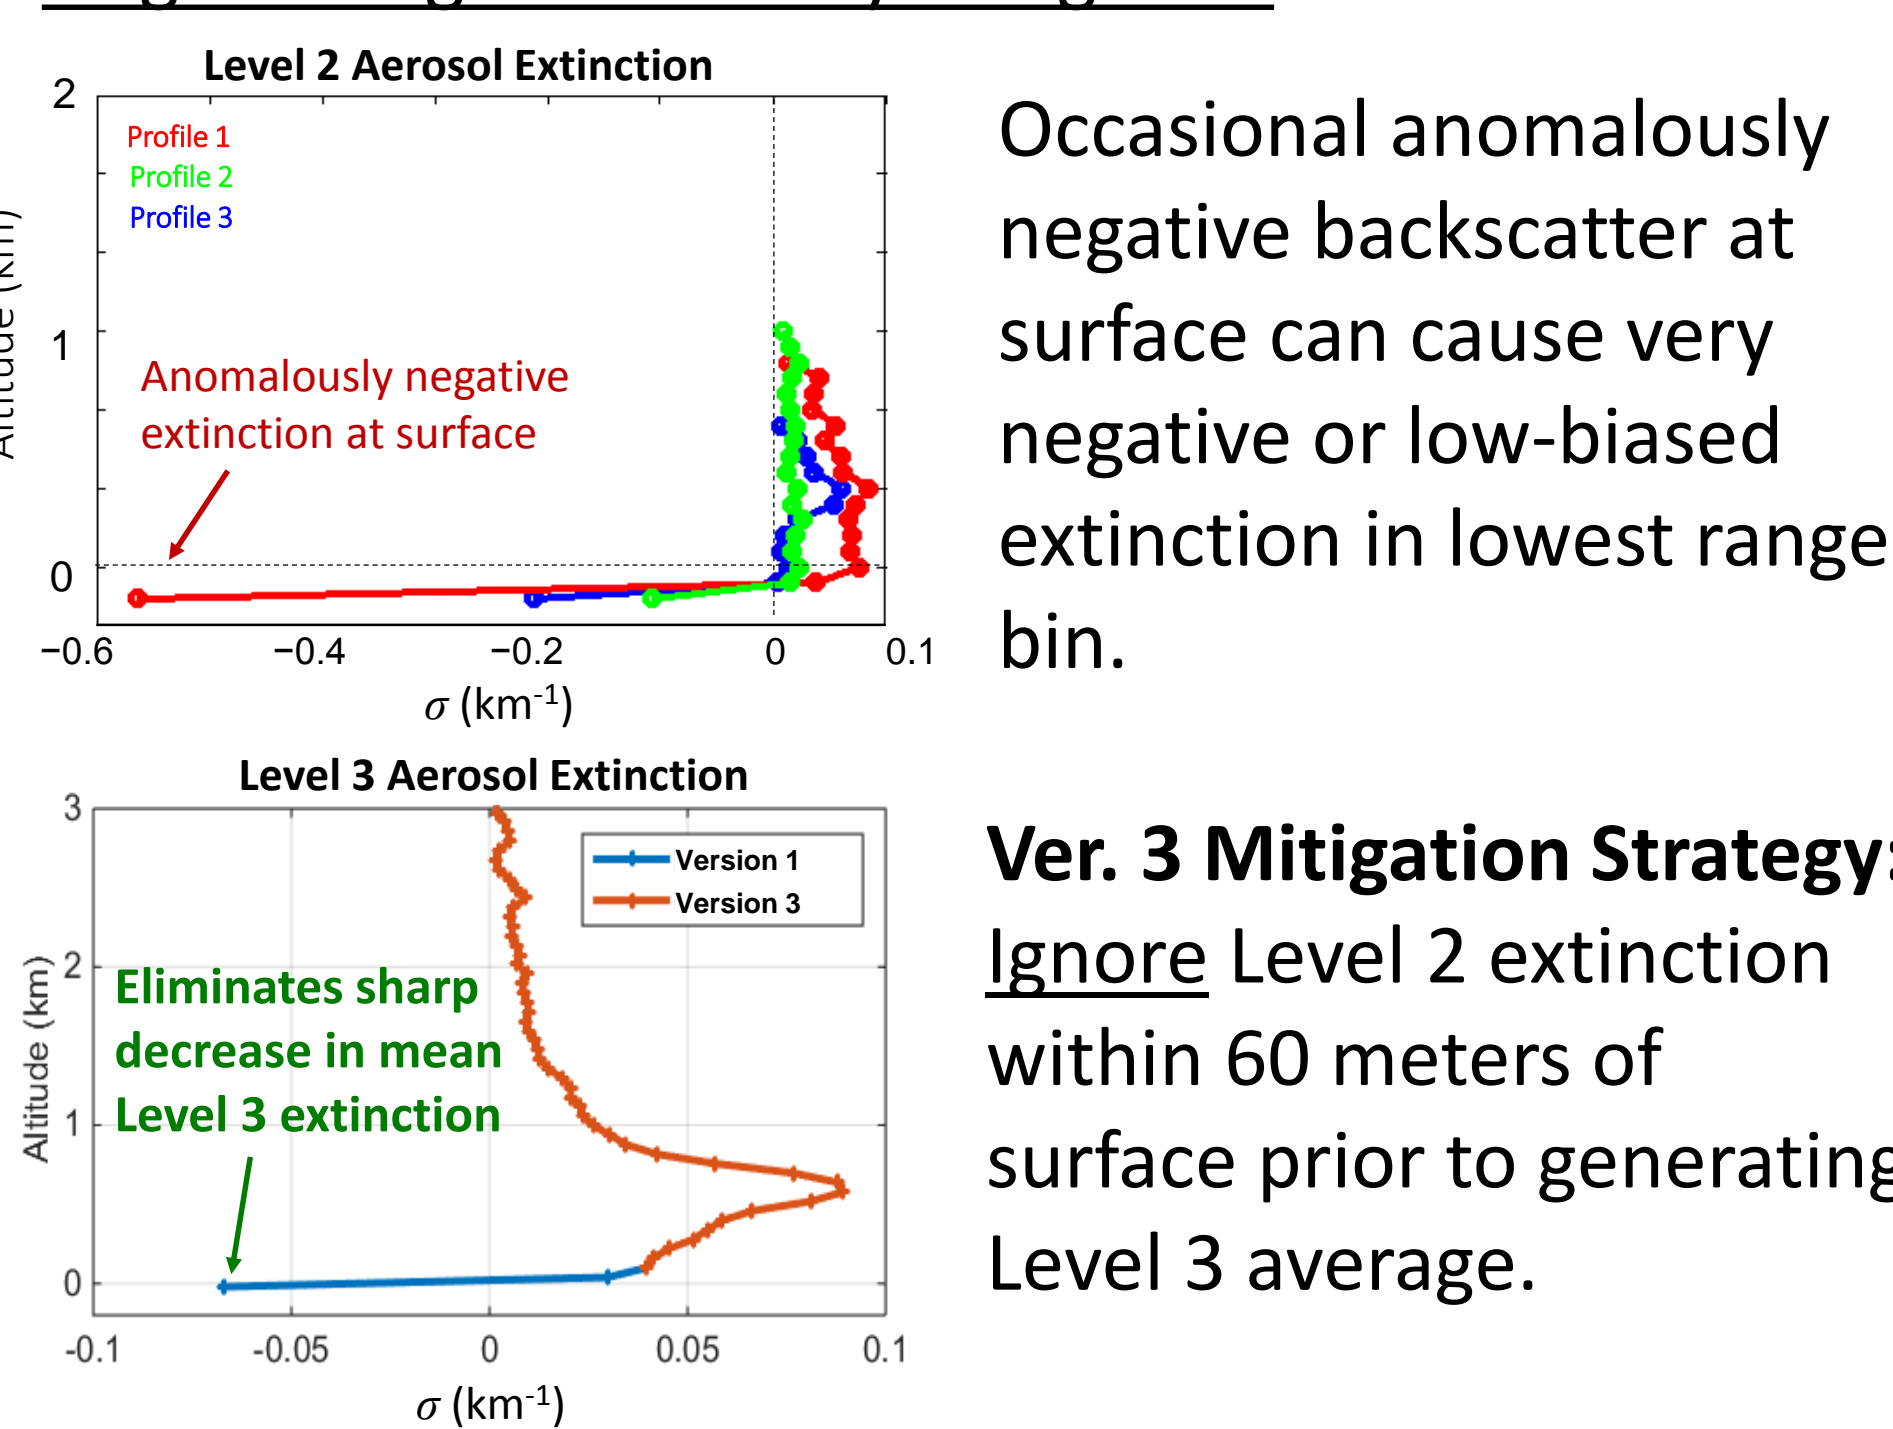 Level 2 Aerosol Extinction
2
Profile 1
Profile 2
Profile 3
Altitude (km)
1
Anomalously negative
extinction at surface
0
−0.6 −0.4 −0.2 0 0.1
σ (km-1)
Occasional anomalously
negative backscatter at
surface can cause very
negative or low-biased
extinction in lowest range
bin.
Level 3 Aerosol Extinction
3
Version 1
Version 3
Altitude (km)
2
Eliminates sharp
decrease in mean
Level 3 extinction
1
0
-0.1 -0.05 0 0.05 0.1
σ (km-1)
Ver. 3 Mitigation Strategy:
Ignore Level 2 extinction
within 60 meters of
surface prior to generating
Level 3 average.